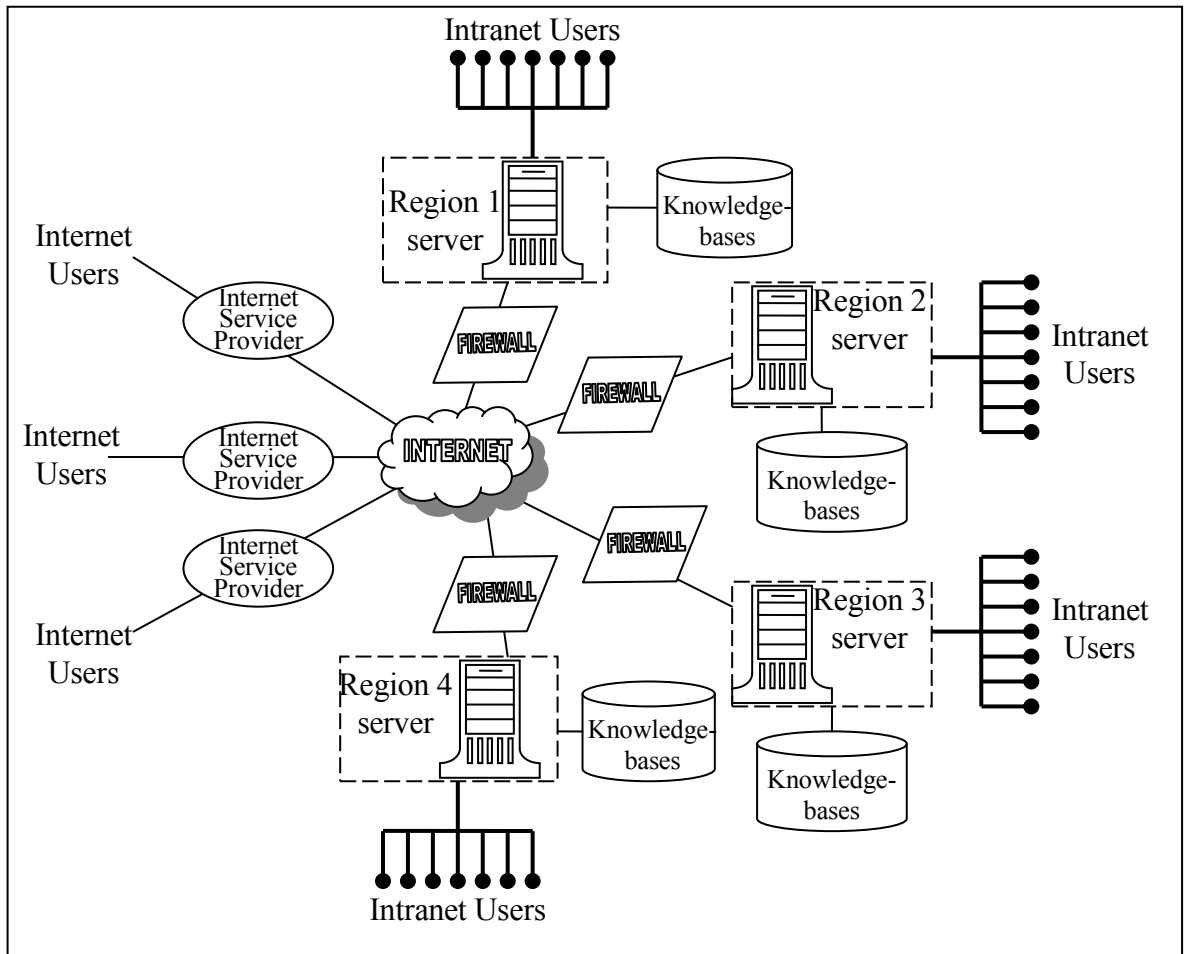 Intranet Users
Region 1
server
Knowledge-
bases
Internet
Users
Internet
Service
Provider
FIREWALL
Region 2
server
Intranet
Users
FIREWALL
Knowledge-
bases
Internet
Users
Internet
Service
Provider
INTERNET
Internet
Service
Provider
Internet
Users
FIREWALL
FIREWALL
Region 3
server
Intranet
Users
Knowledge-
bases
Region 4
server
Knowledge-
bases
Intranet Users